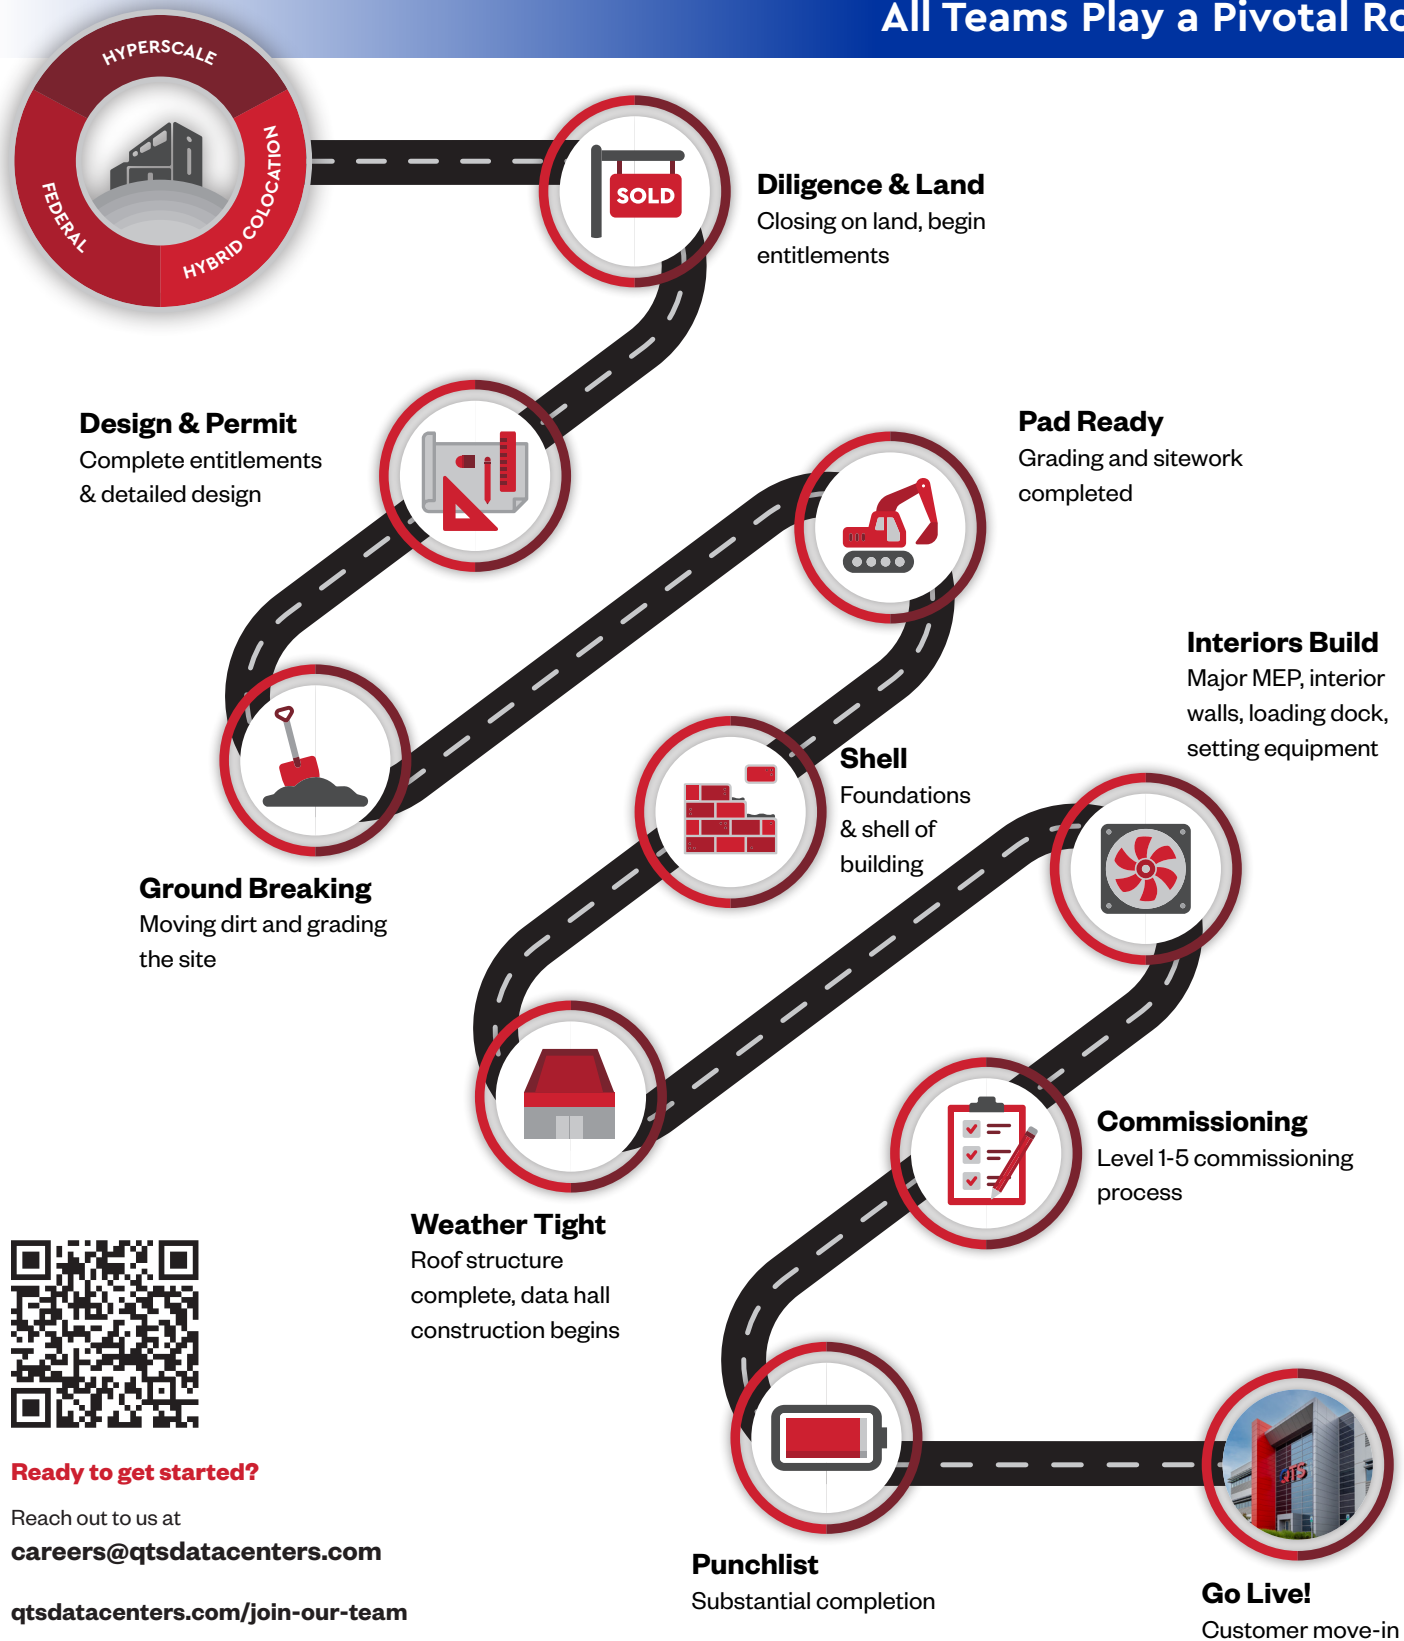 All Teams Play a Pivotal
HYPERSCALE
FEDERAL
HYBRID COLOCATION
SOLD
Diligence & Land
Closing on land, begin
entitlements
Design & Permit
Complete entitlements
& detailed design
Pad Ready
Grading and sitework
completed
Interiors Build
Major MEP, interior
walls, loading dock,
setting equipment
Shell
Foundations
& shell of
building
Ground Breaking
Moving dirt and grading
the site
Commissioning
Level 1-5 commissioning
process
Weather Tight
Roof structure
complete, data hall
construction begins
Ready to get started?
Reach out to us at
careers@qtsdatacenters.com
qtsdatacenters.com/join-our-team
QTS
Punchlist
Substantial completion
Go Live!
Customer move-in